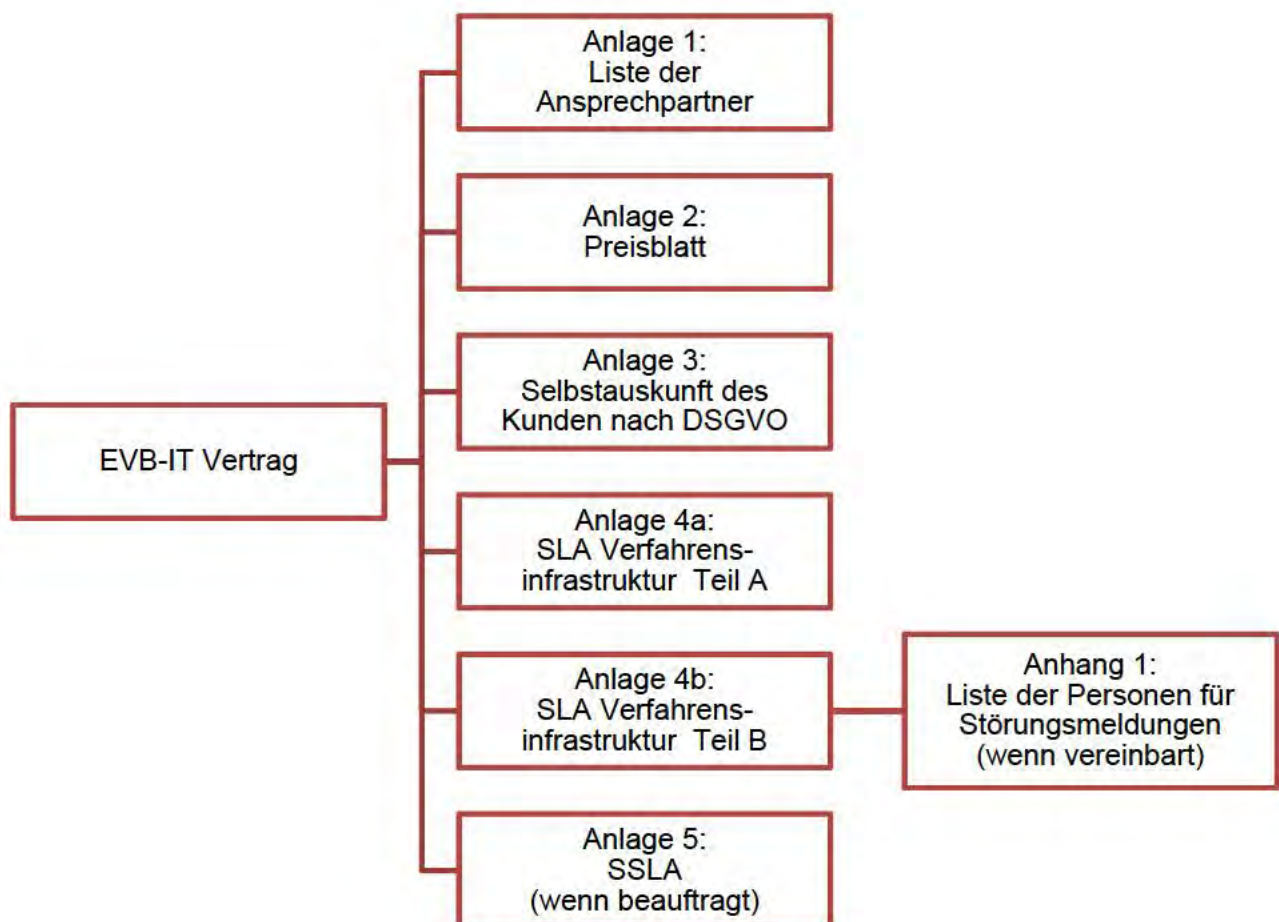 Anlage 1:
Liste der
Ansprechpartner
Anlage 2:
Preisblatt
Anlage 3:
Selbstauskunft des
Kunden nach DSGVO
EVB-IT Vertrag
Anlage 4a:
SLA Verfahrens-
infrastruktur Teil A
Anlage 4b:
SLA Verfahrens-
infrastruktur Teil B
Anhang 1:
Liste der Personen für
Störungsmeldungen
(wenn vereinbart)
Anlage 5:
SSLA
(wenn beauftragt)